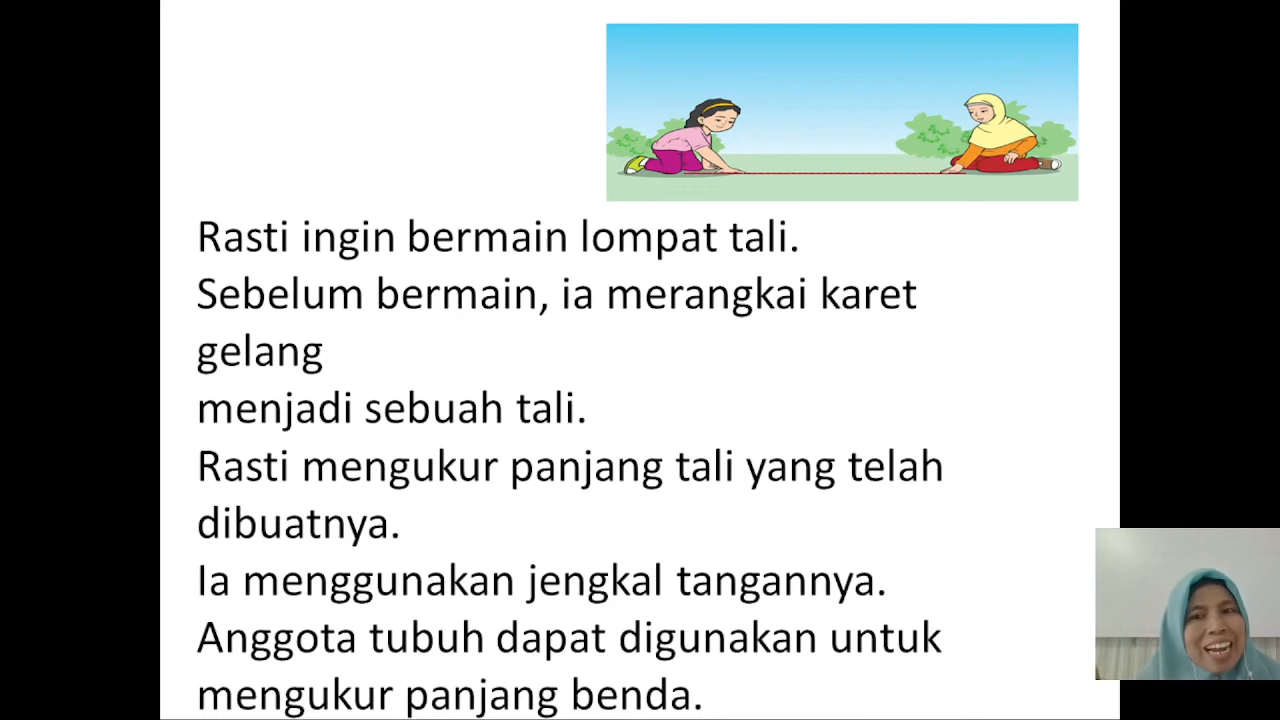 Rasti ingin bermain lompat tali.
Sebelum bermain, ia merangkai karet
gelang
menjadi sebuah tali.
Rasti mengukur panjang tali yang telah
dibuatnya.
Ia menggunakan jengkal tangannya.
Anggota tubuh dapat digunakan untuk
mengukur panjang benda.